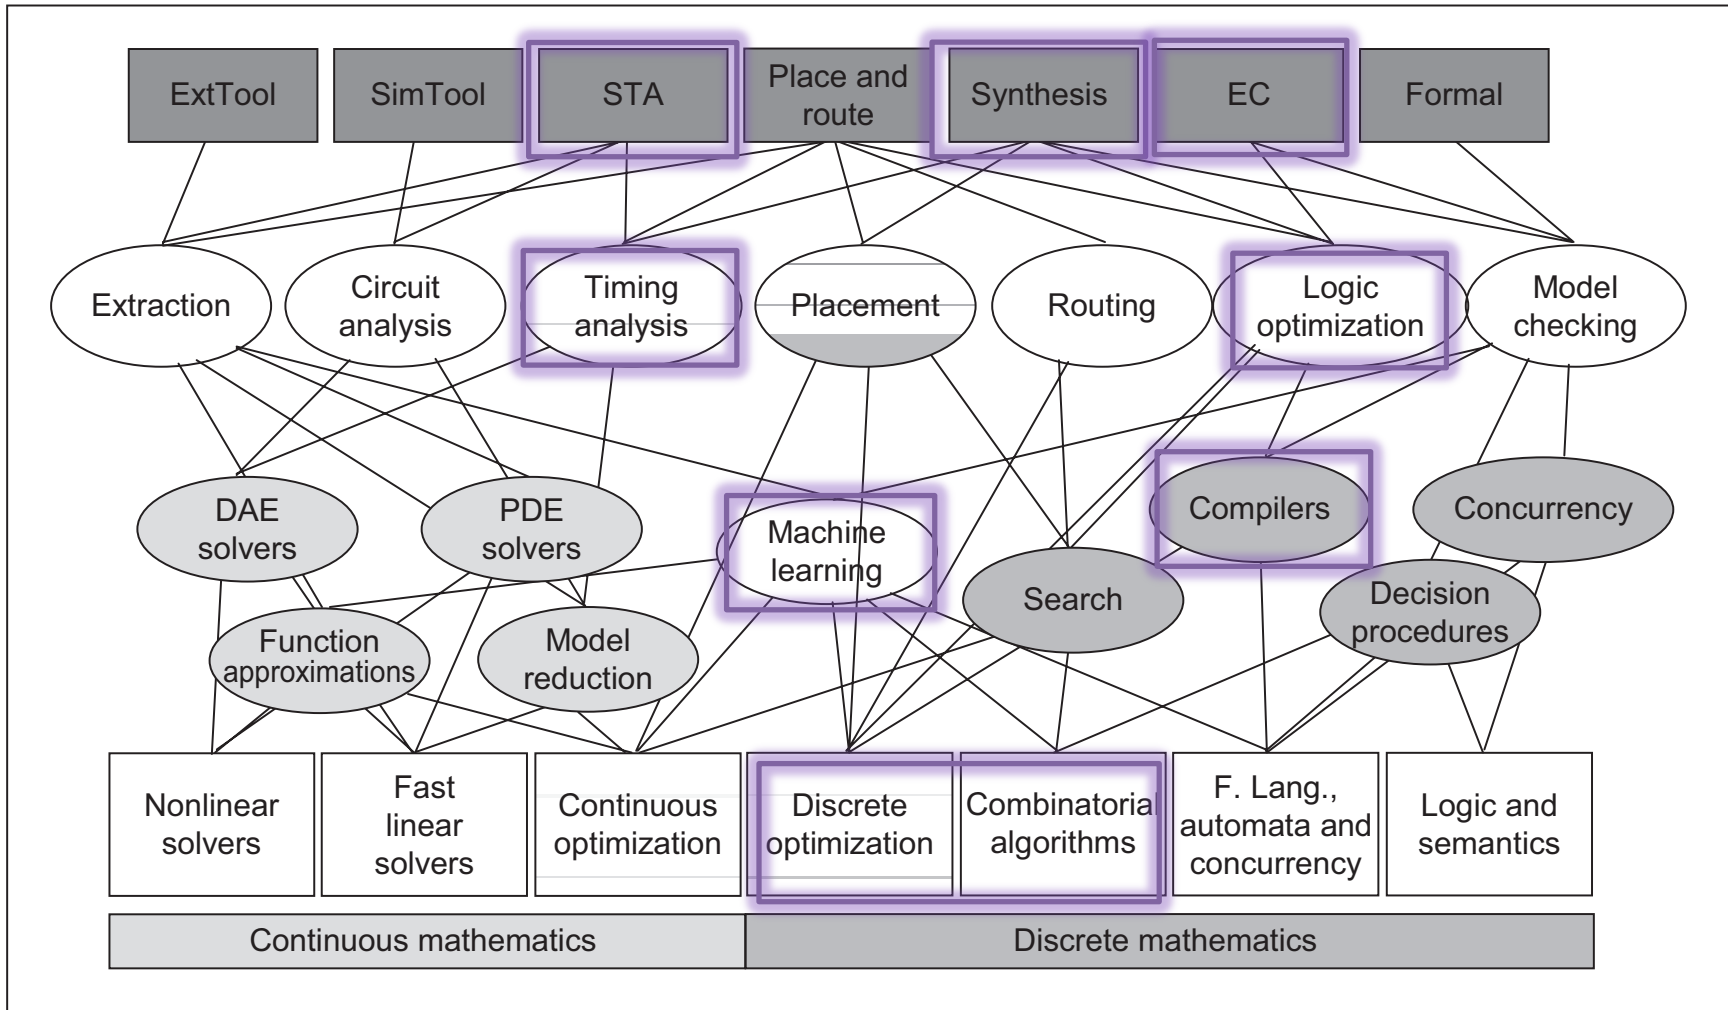 ExtTool
SimTool
STA
Place and
route
Synthesis
EC
Formal
Extraction
Circuit
analysis
Timing
analysis
Placement
Routing
Logic
optimization
Model
checking
DAE
solvers
PDE
solvers
Machine
learning
Compilers
Concurrency
Function
approximations
Model
reduction
Search
Decision
procedures
Nonlinear
solvers
Fast
linear
solvers
Continuous
optimization
Discrete
optimization
Combinatorial
algorithms
F. Lang.,
automata and
concurrency
Logic and
semantics
Continuous mathematics
Discrete mathematics